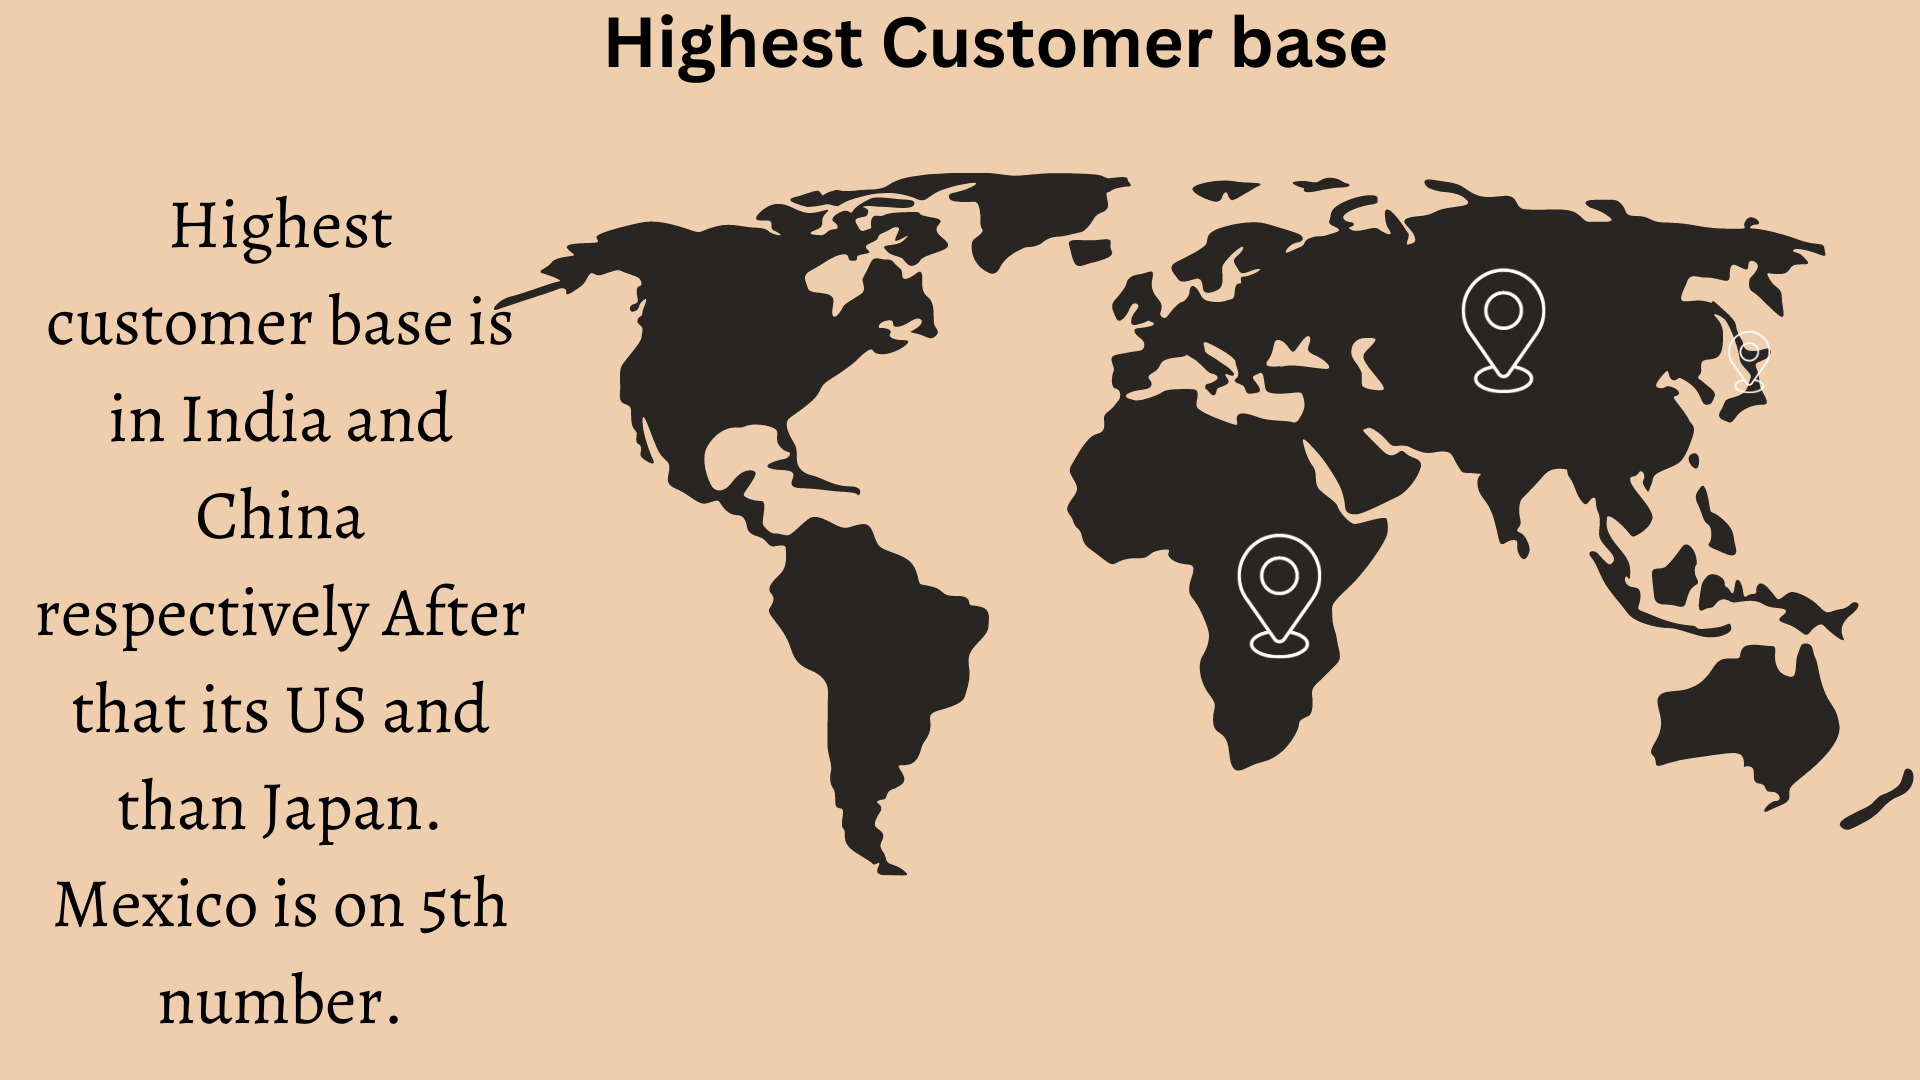 Highest Customer base
Highest
customer base is
in India and
China
respectively After
that its US and
than Japan.
Mexico is on 5th
number.